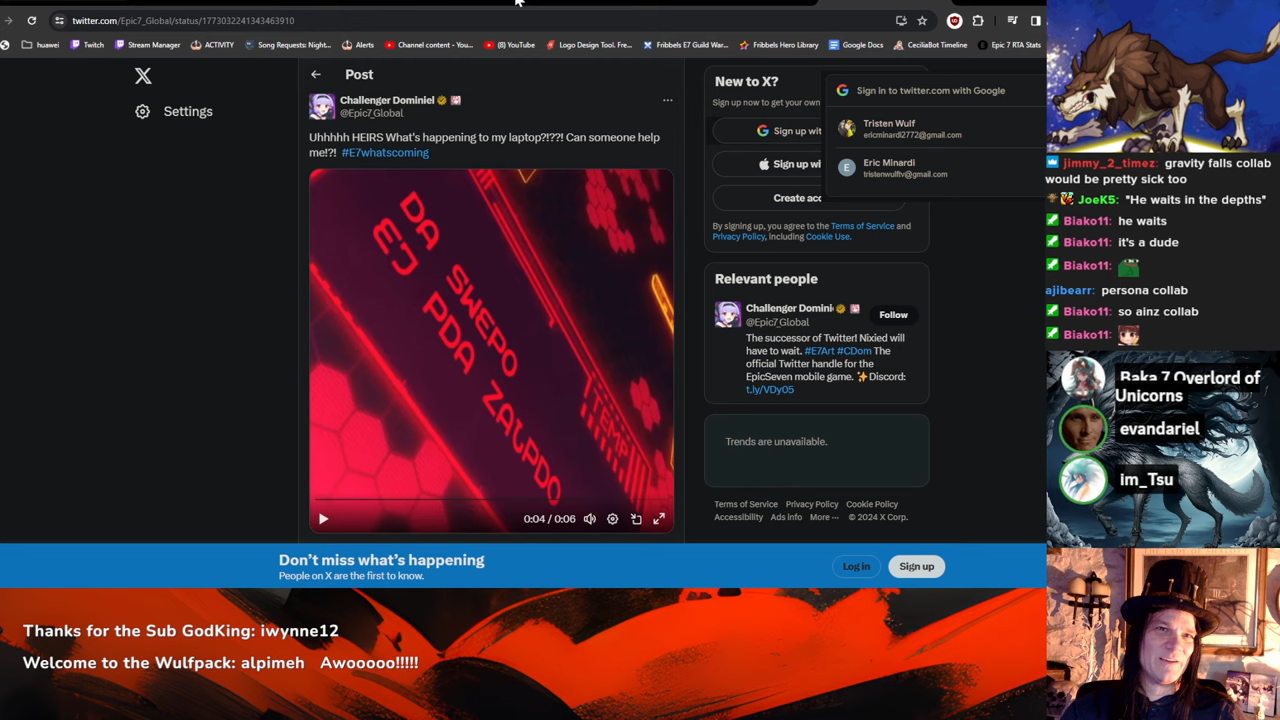 twitter.com/Epic7_Global/status/1773032241343463910
huawei
Twitch
Stream Manager
ACTIVITY
Song Requests: Night...
Alerts
Channel content - You...
(8) YouTube
Logo Design Tool. Fre...
Fribbels E7 Guild War...
Fribbels Hero Library
Google Docs
CeciliaBot Timeline
Epic 7 RTA Stats
Settings
Post
Challenger Dominiel
@Epic7_Global
Uhhhhh HEIRS What's happening to my laptop?!??! Can someone help
me!?! #E7whatscoming
DA SWEPO
EJ PDA ZALPDO
TEMP
0:04 / 0:06
New to X?
Sign up now to get your own
Sign up wit
Sign up wi
Create acc
By signing up, you agree to the Terms of Service and
Privacy Policy, including Cookie Use.
Sign in to twitter.com with Google
Tristen Wulf
ericminardi2772@gmail.com
E
Eric Minardi
tristenwulftv@gmail.com
Relevant people
Challenger Domini
@Epic7_Global
Follow
The successor of Twitter! Nixied will
have to wait. #E7Art #CDom The
official Twitter handle for the
EpicSeven mobile game. ✨Discord:
t.ly/VDyO5
Trends are unavailable.
Terms of Service Privacy Policy Cookie Policy
Accessibility Ads info More ··· © 2024 X Corp.
Don't miss what's happening
People on X are the first to know.
Log in
Sign up
Thanks for the Sub GodKing: iwynne12
Welcome to the Wulfpack: alpimeh Awooooo!!!!!
jimmy_2_timez: gravity falls collab
would be pretty sick too
JoeK5: "He waits in the depths"
Biako11: he waits
Biako11: it's a dude
Biako11:
ajibearr: persona collab
Biako11: so ainz collab
Biako11:
Baka 7 Overlord of
Unicorns
evandariel
im_Tsu